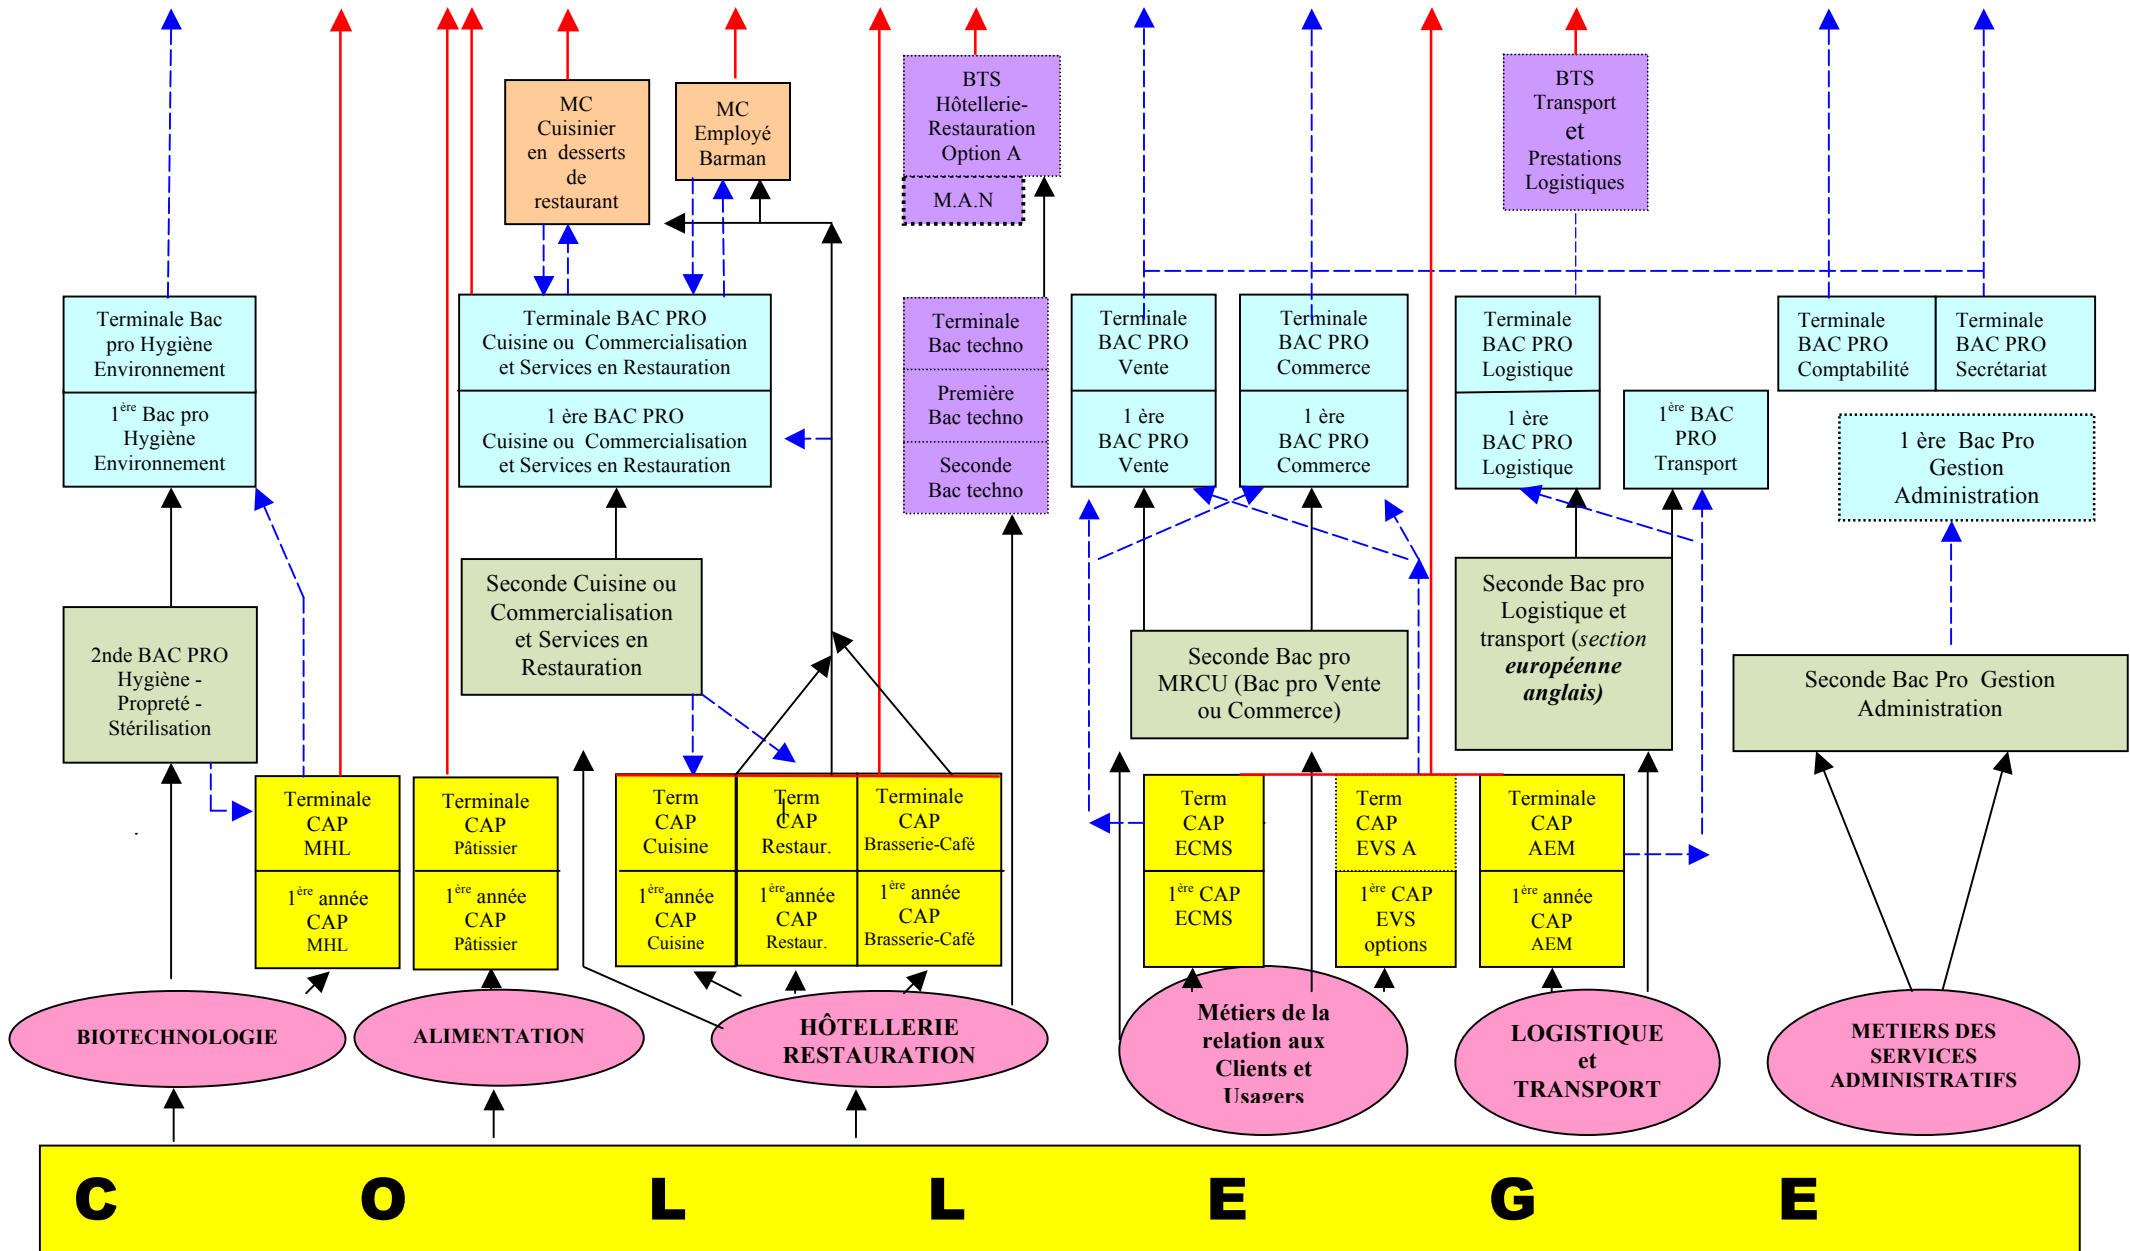 MC
Cuisinier
en desserts
de
restaurant
MC
Employé
Barman
BTS
Hôtellerie-
Restauration
Option A
M.A.N
BTS
Transport
et
Prestations
Logistiques
Terminale Bac
pro Hygiène
Environnement
1ère Bac pro
Hygiène
Environnement
Terminale BAC PRO
Cuisine ou Commercialisation
et Services en Restauration
1 ère BAC PRO
Cuisine ou Commercialisation
et Services en Restauration
Terminale
Bac techno
Première
Bac techno
Seconde
Bac techno
Terminale
BAC PRO
Vente
1 ère
BAC PRO
Vente
Terminale
BAC PRO
Commerce
1 ère
BAC PRO
Commerce
Terminale
BAC PRO
Logistique
1 ère
BAC PRO
Logistique
1ère BAC
PRO
Transport
Terminale
BAC PRO
Comptabilité
Terminale
BAC PRO
Secrétariat
1 ère Bac Pro
Gestion
Administration
2nde BAC PRO
Hygiène -
Propreté -
Stérilisation
Seconde Cuisine ou
Commercialisation
et Services en
Restauration
Seconde Bac pro
MRCU (Bac pro Vente
ou Commerce)
Seconde Bac pro
Logistique et
transport (section
européenne
anglais)
Seconde Bac Pro Gestion
Administration
Terminale
CAP
MHL
1ère année
CAP
MHL
Terminale
CAP
Pâtissier
1ère année
CAP
Pâtissier
Term
CAP
Cuisine
1ère année
CAP
Cuisine
Term
CAP
Restaur.
1ère année
CAP
Restaur.
Terminale
CAP
Brasserie-Café
1ère année
CAP
Brasserie-Café
Term
CAP
ECMS
1ère CAP
ECMS
Term
CAP
EVS A
1ère CAP
EVS
options
Terminale
CAP
AEM
1ère année
CAP
AEM
BIOTECHNOLOGIE
ALIMENTATION
HÔTELLERIE
RESTAURATION
Métiers de la
relation aux
Clients et
Usagers
LOGISTIQUE
et
TRANSPORT
METIERS DES
SERVICES
ADMINISTRATIFS
C O L L E G E